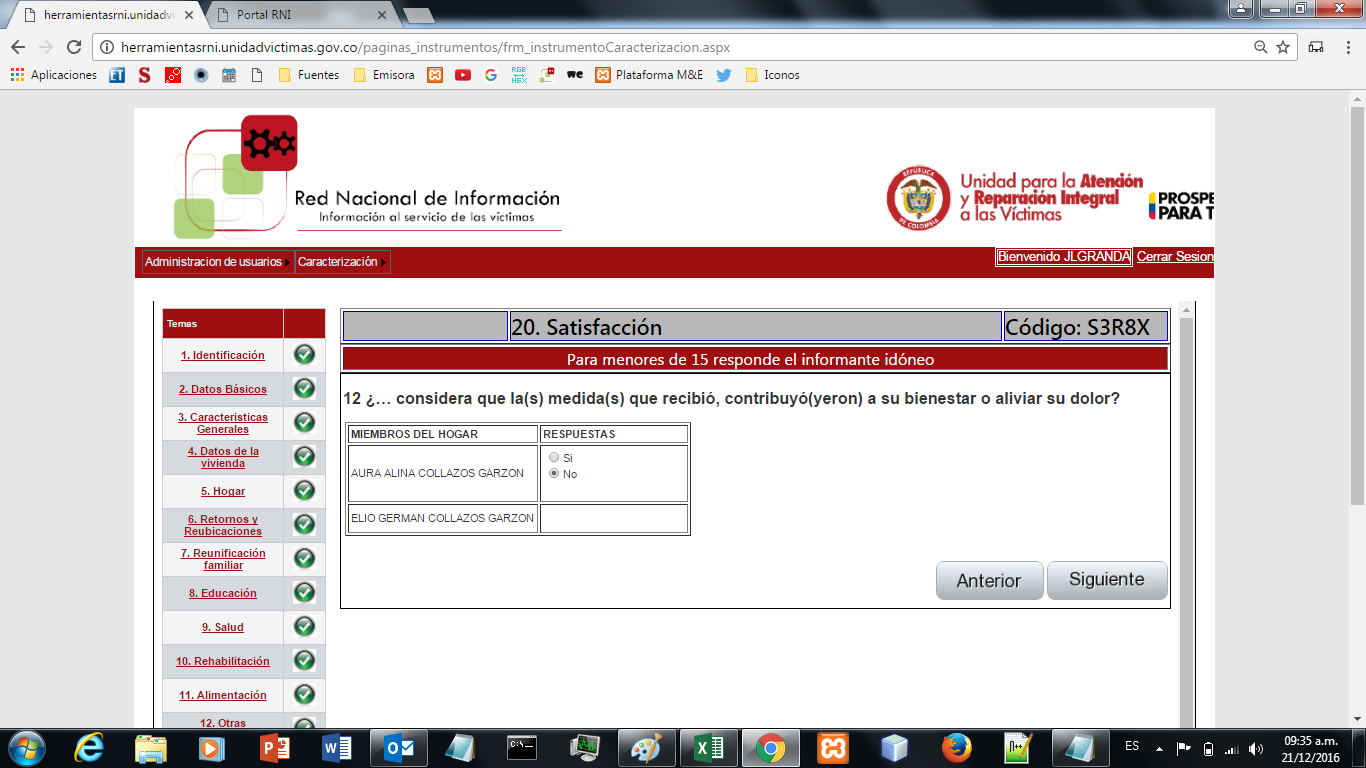 herramientasrni.unidadvi
Portal RNI
herramientasrni.unidadvictimas.gov.co/paginas_instrumentos/frm_instrumentoCaracterizacion.aspx
Aplicaciones
Fuentes
Emisora
RGB
HEX
we
Plataforma M&E
Iconos
Red Nacional de Información
Información al servicio de las víctimas
REPÚBLICA
DE COLOMBIA
Unidad para la Atención
y Reparación Integral
a las Víctimas
PROSPE
PARA T
Administracion de usuarios
Caracterización
Bienvenido JLGRANDA
Cerrar Sesion
Temas
1. Identificación
2. Datos Básicos
3. Caracteristicas
Generales
4. Datos de la
vivienda
5. Hogar
6. Retornos y
Reubicaciones
7. Reunificación
familiar
8. Educación
9. Salud
10. Rehabilitación
11. Alimentación
12. Otras
20. Satisfacción
Código: S3R8X
Para menores de 15 responde el informante idóneo
12 ¿… considera que la(s) medida(s) que recibió, contribuyó(yeron) a su bienestar o aliviar su dolor?
MIEMBROS DEL HOGAR
RESPUESTAS
AURA ALINA COLLAZOS GARZON
Si
No
ELIO GERMAN COLLAZOS GARZON
Anterior
Siguiente
ES
09:35 a.m.
21/12/2016